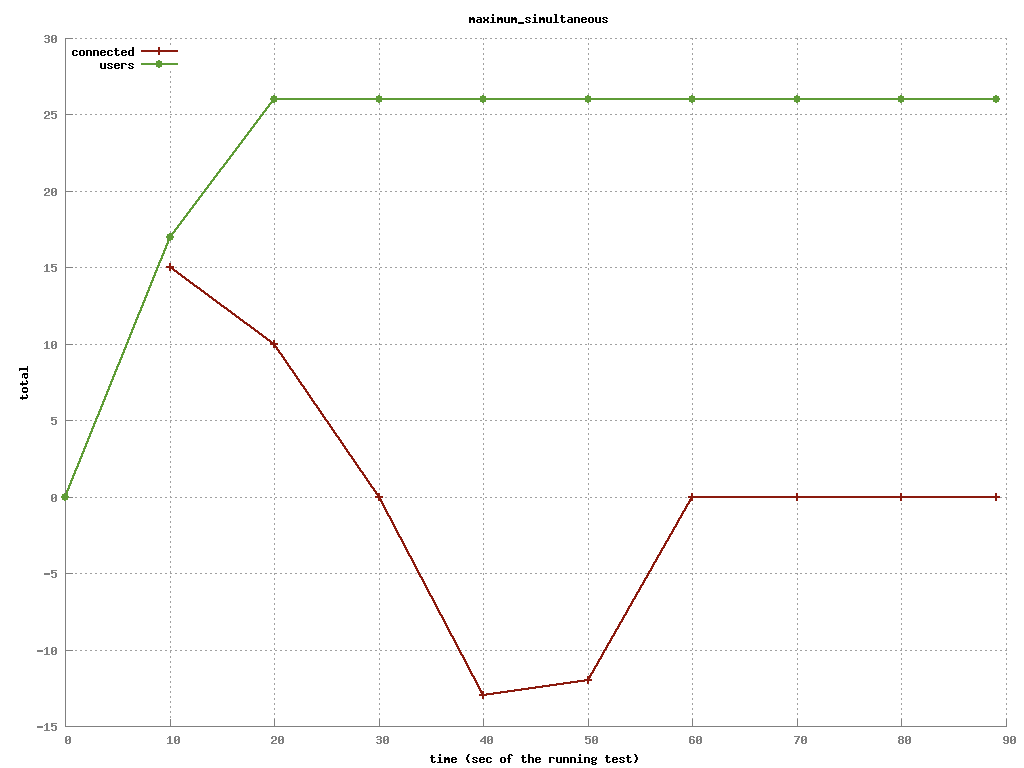 maximum_simultaneous
30
connected
users
25
20
15
10
total
5
0
-5
-10
-15
0 10 20 30 40 50 60 70 80 90
time (sec of the running test)